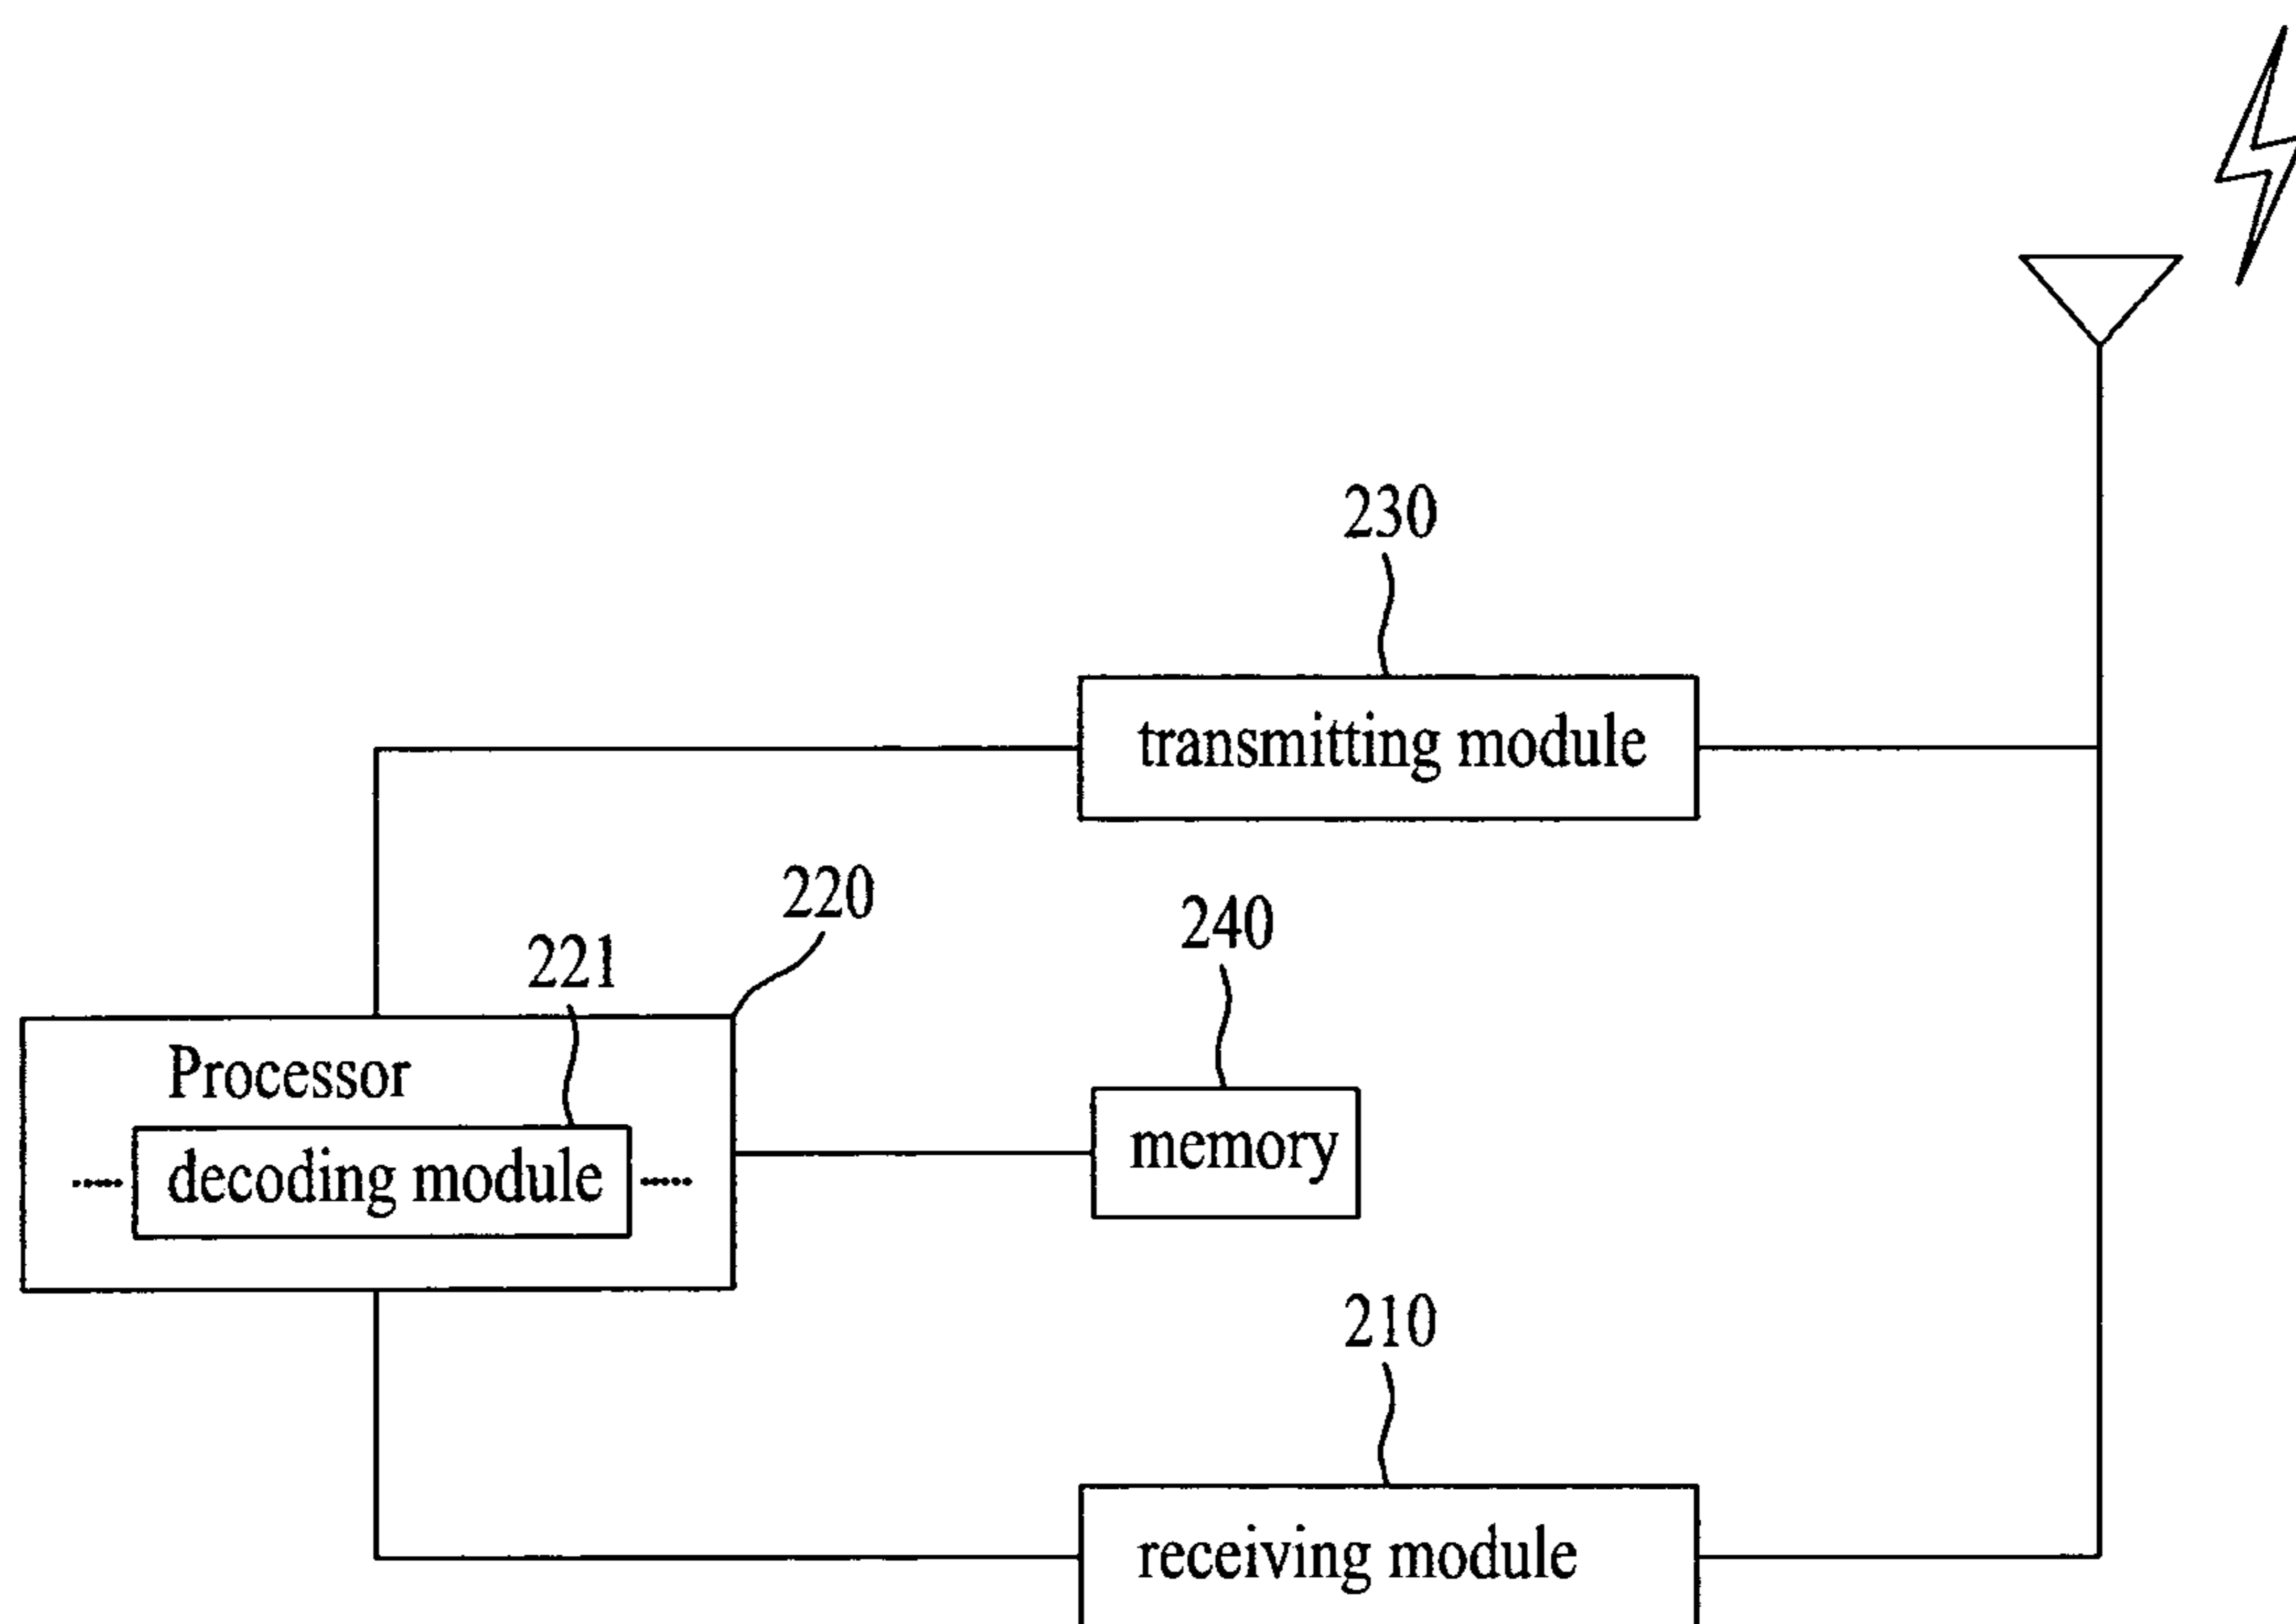 230
transmitting module
220
240
221
Processor
memory
decoding module
210
receiving module